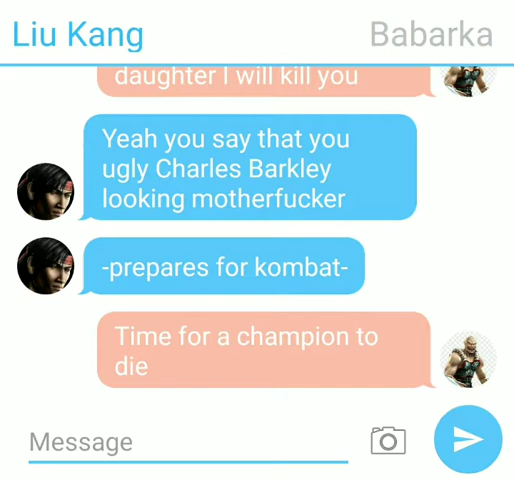 Liu Kang
Babarka
daughter I will kill you
Yeah you say that you
ugly Charles Barkley
looking motherfucker
-prepares for kombat-
Time for a champion to
die
Message